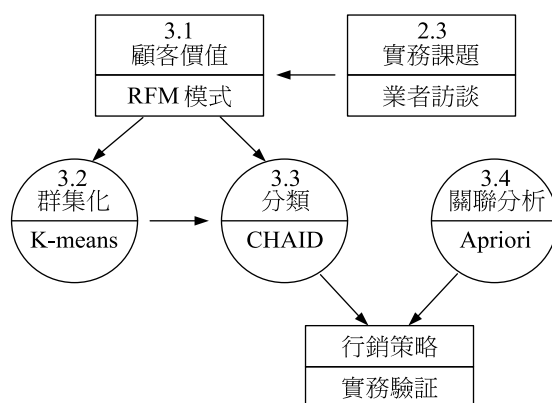 3.1
顧客價值
RFM 模式
2.3
實務課題
業者訪談
3.2
群集化
K-means
3.3
分類
CHAID
3.4
關聯分析
Apriori
行銷策略
實務驗証